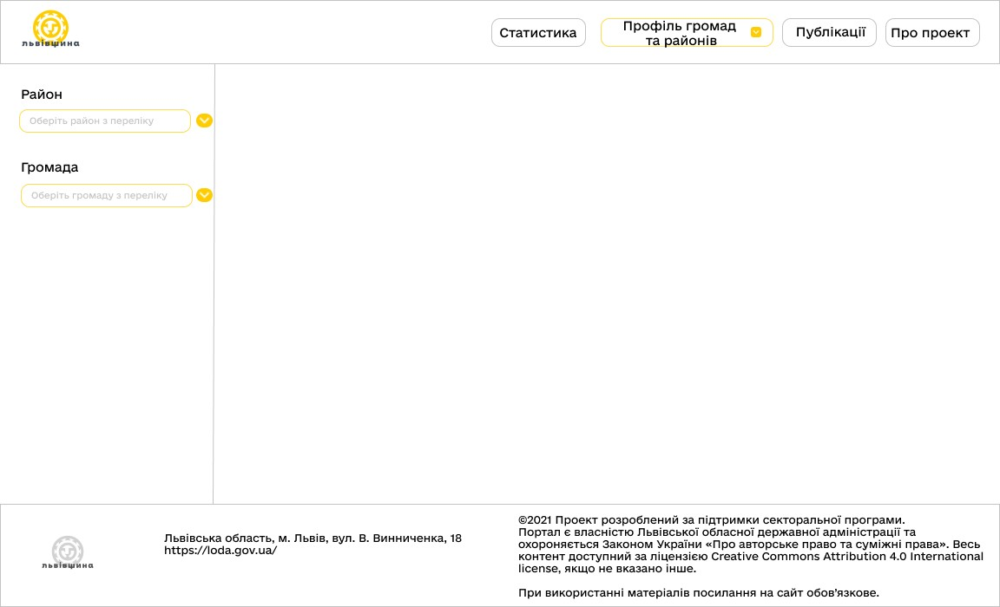 львівщина
Статистика
Профіль громад
та районів
Публікації
Про проект
Район
Оберіть район з переліку
Громада
Оберіть громаду з переліку
львівщина
Львівська область, м. Львів, вул. В. Винниченка, 18
https://loda.gov.ua/
©2021 Проект розроблений за підтримки секторальної програми.
Портал є власністю Львівської обласної державної адміністрації та
охороняється Законом України «Про авторське право та суміжні права». Весь
контент доступний за ліцензією Creative Commons Attribution 4.0 International
license, якщо не вказано інше.
При використанні матеріалів посилання на сайт обов’язкове.